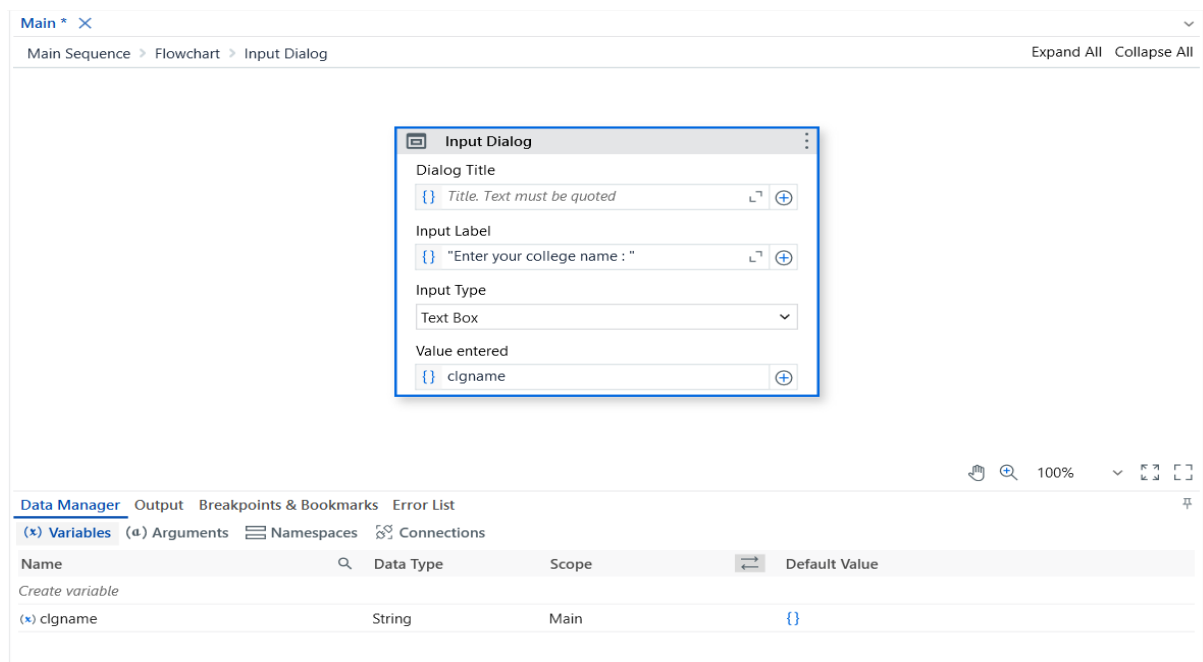 Main *
Main Sequence > Flowchart > Input Dialog Expand All Collapse All
Input Dialog
Dialog Title
{} Title. Text must be quoted
Input Label
{} "Enter your college name : "
Input Type
Text Box
Value entered
{} clgname
100%
Data Manager Output Breakpoints & Bookmarks Error List
(x) Variables (a) Arguments Namespaces Connections
Name Data Type Scope Default Value
Create variable
(x) clgname String Main {}